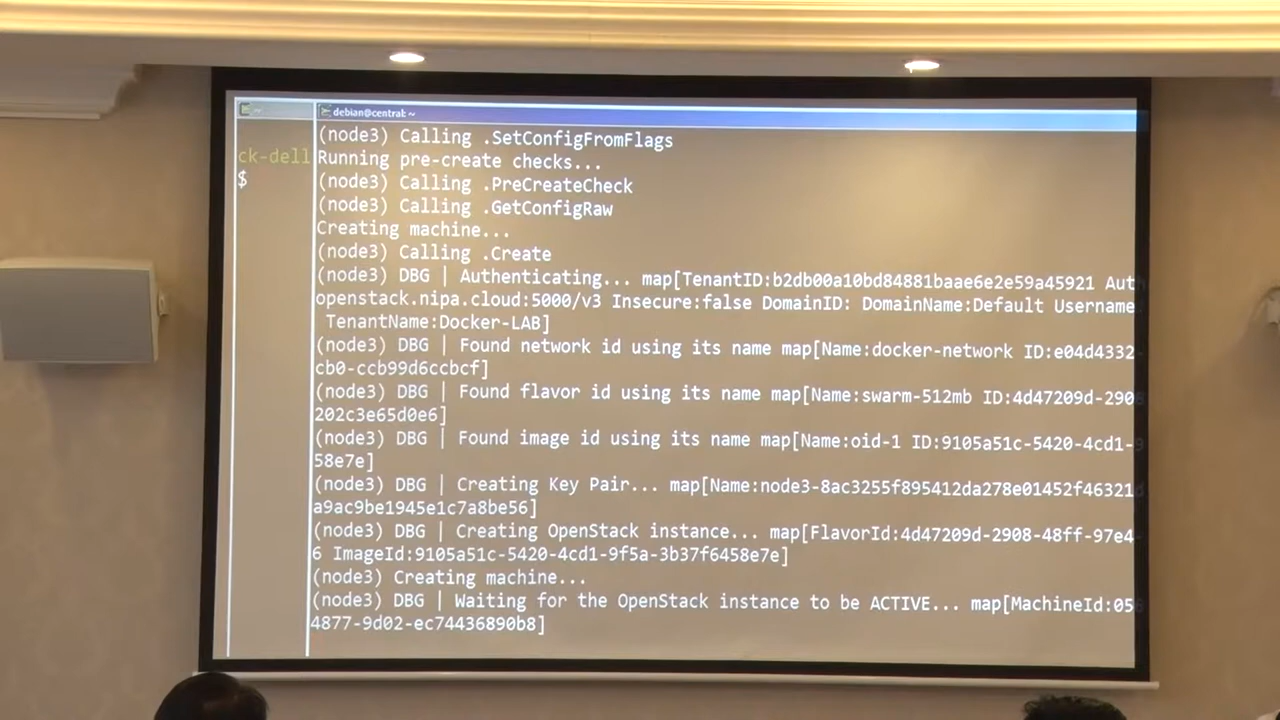 debian@central: ~
(node3) Calling .SetConfigFromFlags
ck-dell
Running pre-create checks...
$
(node3) Calling .PreCreateCheck
(node3) Calling .GetConfigRaw
Creating machine...
(node3) Calling .Create
(node3) DBG | Authenticating... map[TenantID:b2db00a10bd84881baae6e2e59a45921 Auth
openstack.nipa.cloud:5000/v3 Insecure:false DomainID: DomainName:Default Username
TenantName:Docker-LAB]
(node3) DBG | Found network id using its name map[Name:docker-network ID:e04d4332-
cb0-ccb99d6ccbcf]
(node3) DBG | Found flavor id using its name map[Name:swarm-512mb ID:4d47209d-2908
202c3e65d0e6]
(node3) DBG | Found image id using its name map[Name:oid-1 ID:9105a51c-5420-4cd1-9
58e7e]
(node3) DBG | Creating Key Pair... map[Name:node3-8ac3255f895412da278e01452f46321d
a9ac9be1945e1c7a8be56]
(node3) DBG | Creating OpenStack instance... map[FlavorId:4d47209d-2908-48ff-97e4-
6 ImageId:9105a51c-5420-4cd1-9f5a-3b37f6458e7e]
(node3) Creating machine...
(node3) DBG | Waiting for the OpenStack instance to be ACTIVE... map[MachineId:056
4877-9d02-ec74436890b8]